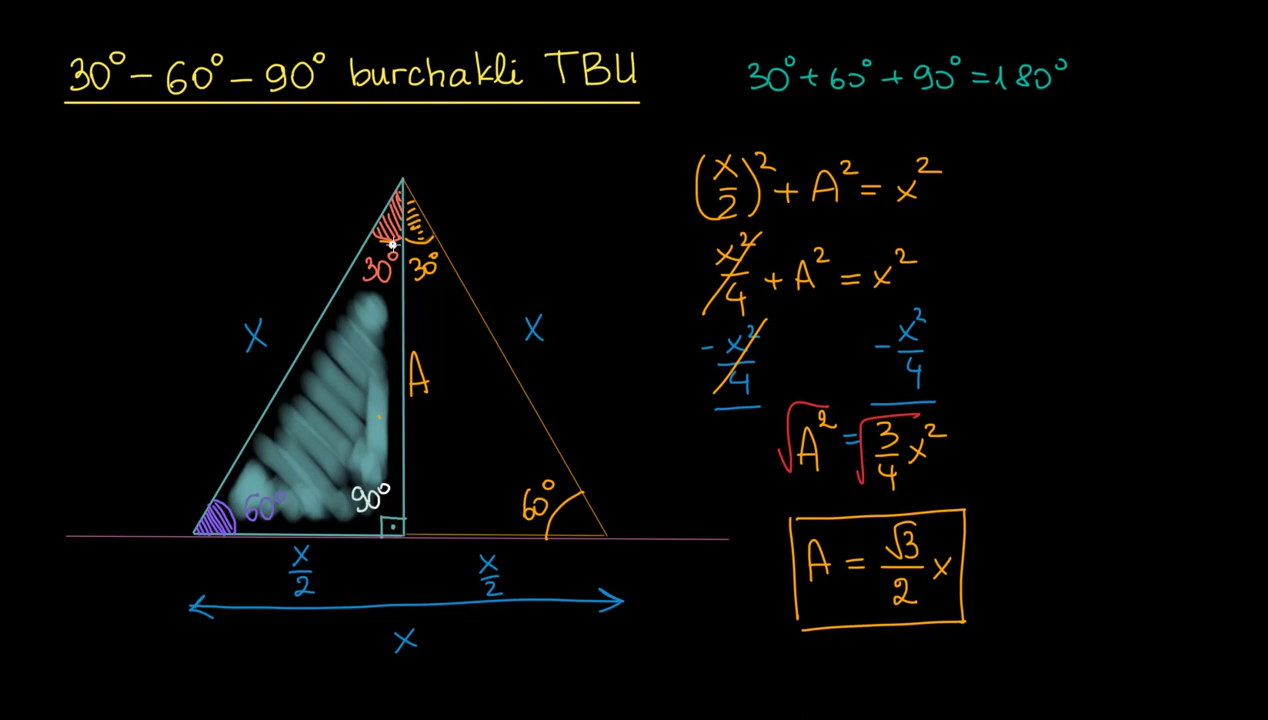 30° – 60° – 90° burchakli TBU
30° + 60° + 90° = 180°
(x/2)² + A² = x²
x²/4 + A² = x²
- x²/4 - x²/4
√A² = √3/4 x²
A = √3/2 x
30° 30°
x x
A
60° 90° 60°
x/2 x/2
x